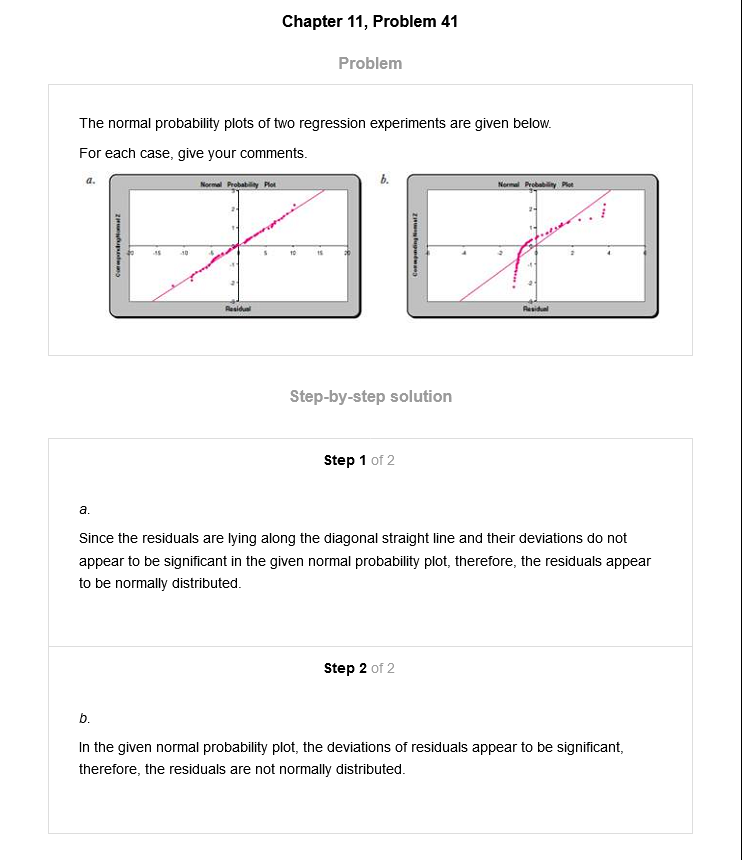 Chapter 11, Problem 41
Problem
The normal probability plots of two regression experiments are given below.
For each case, give your comments.
a.
Normal Probability Plot
3
2
1
-20 -15 -10 -5 0 5 10 15 20
-1
-2
-3
Corresponding Normal Z
Residual
b.
Normal Probability Plot
3
2
-4 -2 0 2 4 6
-1
-2
-3
Corresponding Normal Z
Residual
Step-by-step solution
Step 1 of 2
a.
Since the residuals are lying along the diagonal straight line and their deviations do not
appear to be significant in the given normal probability plot, therefore, the residuals appear
to be normally distributed.
Step 2 of 2
b.
In the given normal probability plot, the deviations of residuals appear to be significant,
therefore, the residuals are not normally distributed.